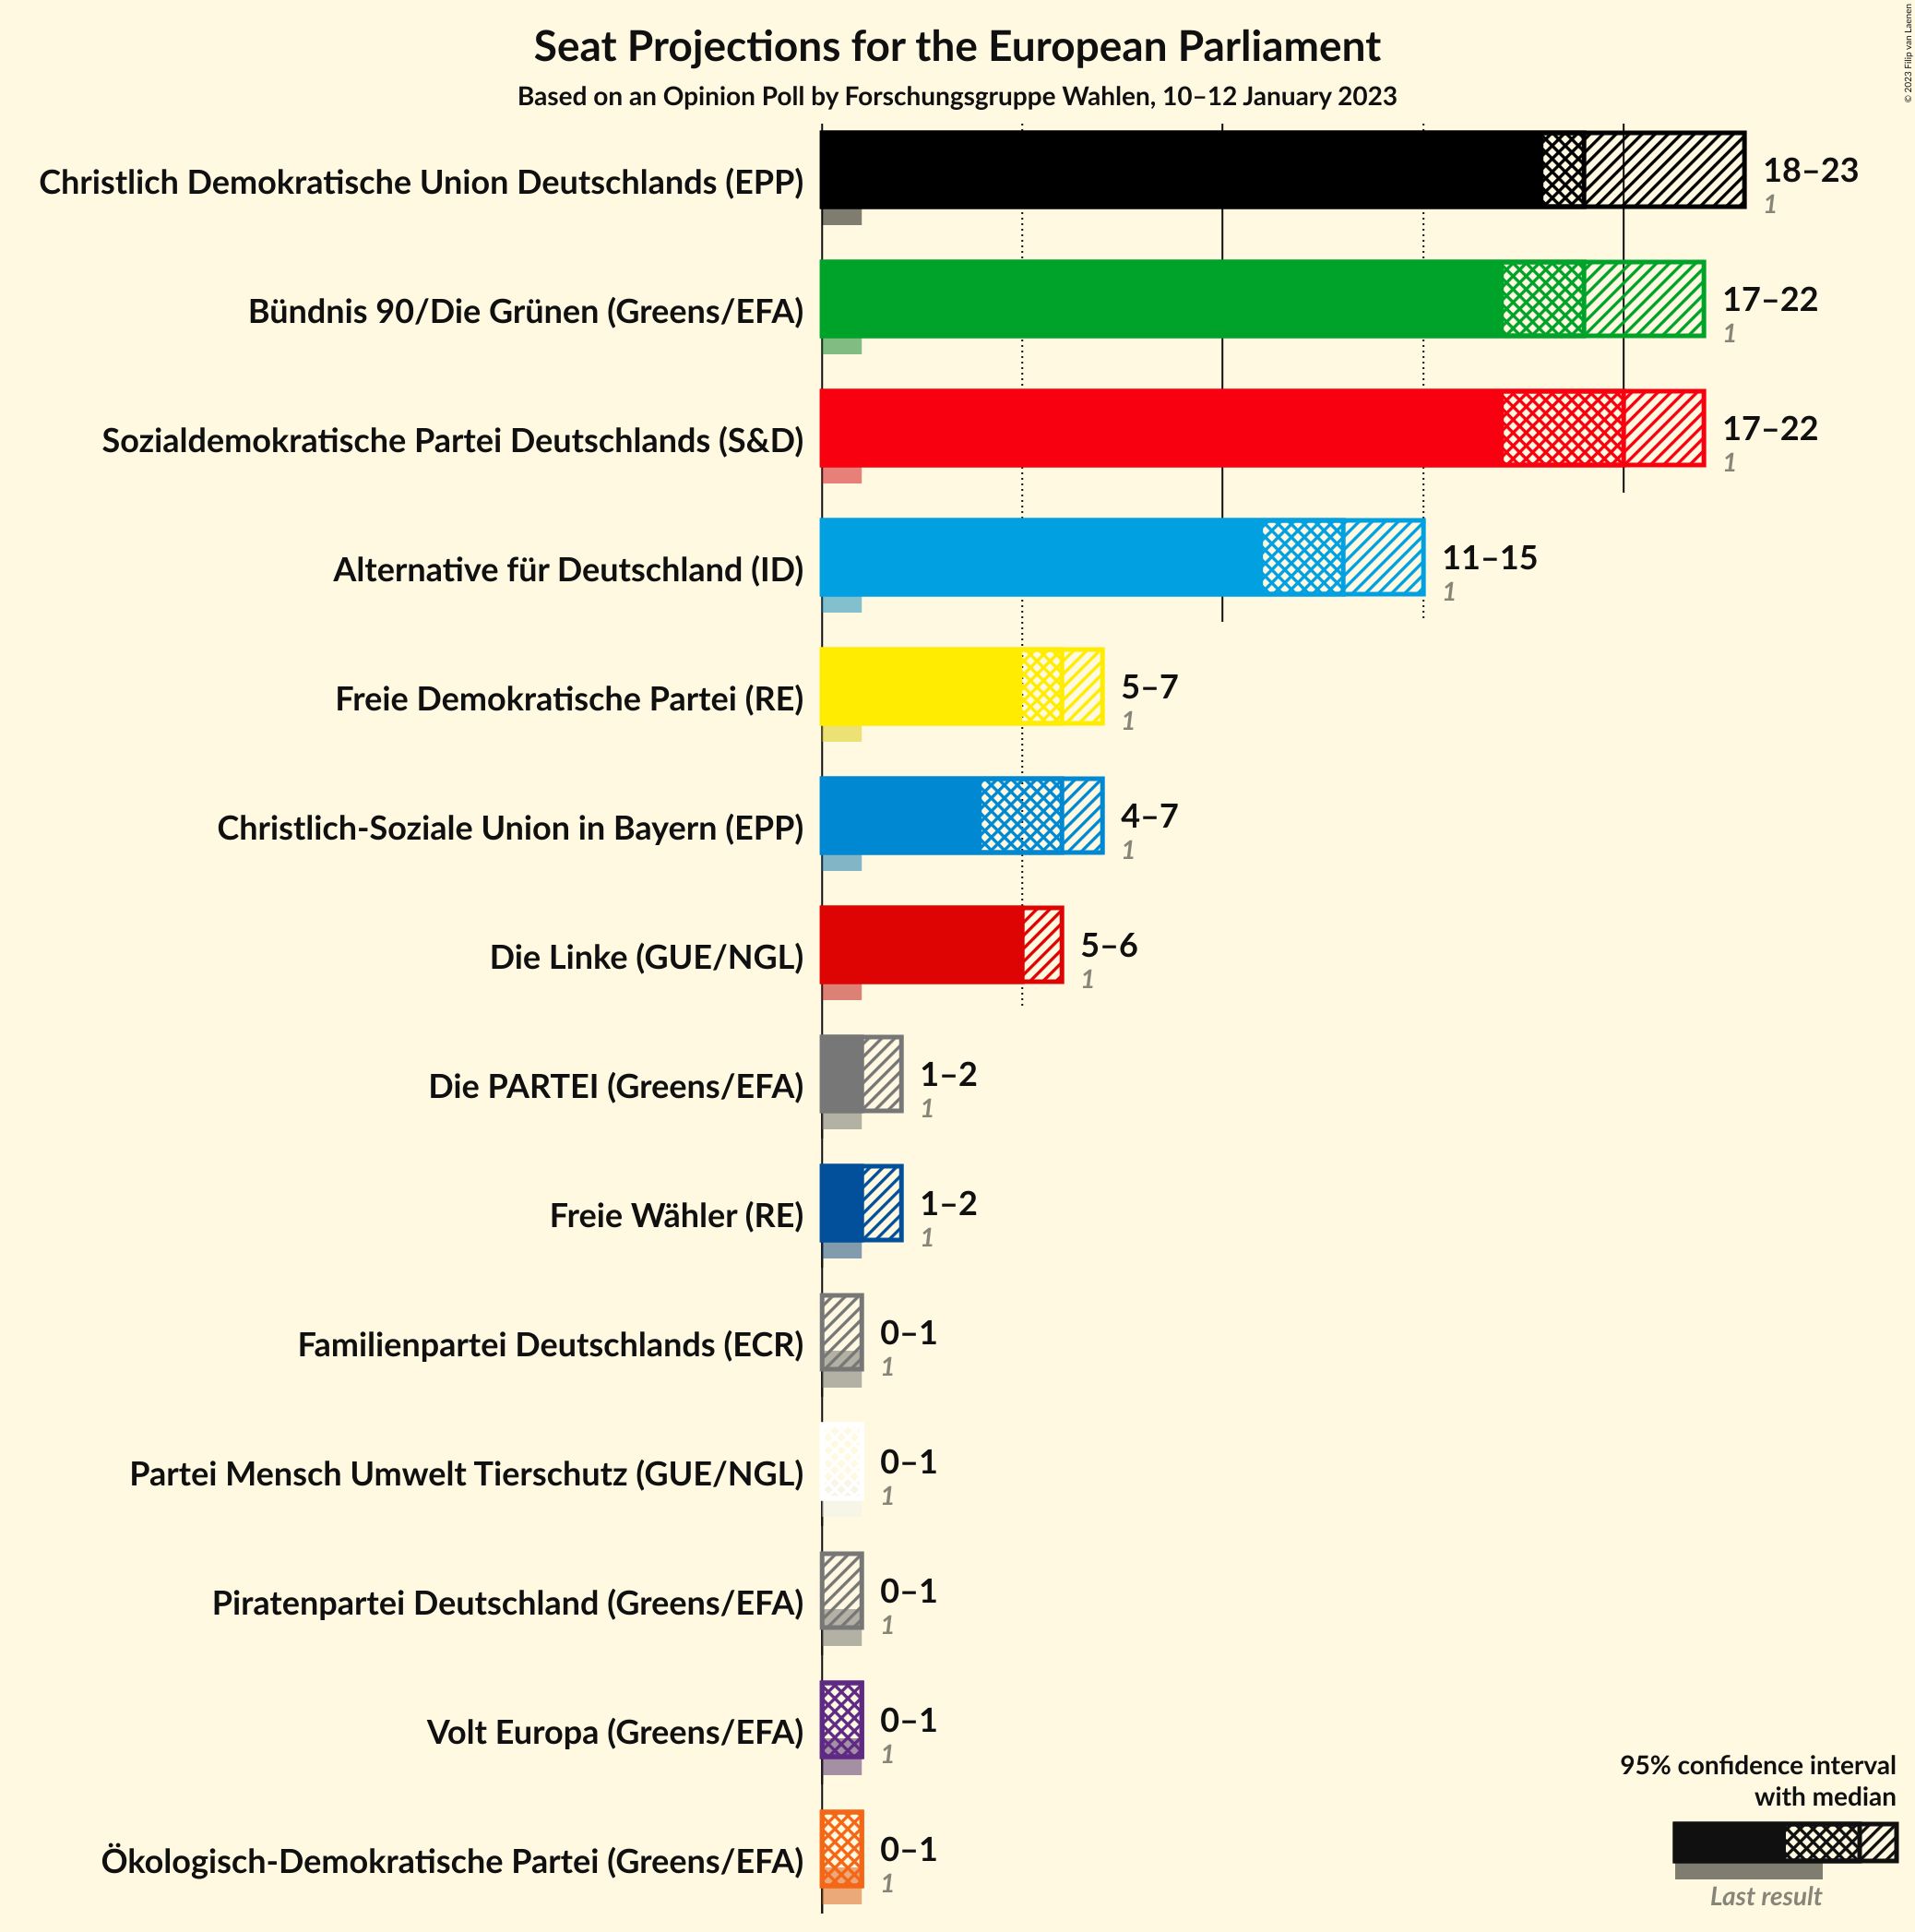 Seat Projections for the European Parliament
Based on an Opinion Poll by Forschungsgruppe Wahlen, 10–12 January 2023
© 2023 Filip van Laenen
Christlich Demokratische Union Deutschlands (EPP)
18–23
1
Bündnis 90/Die Grünen (Greens/EFA)
17–22
1
Sozialdemokratische Partei Deutschlands (S&D)
17–22
1
Alternative für Deutschland (ID)
11–15
1
Freie Demokratische Partei (RE)
5–7
1
Christlich-Soziale Union in Bayern (EPP)
4–7
1
Die Linke (GUE/NGL)
5–6
1
Die PARTEI (Greens/EFA)
1–2
1
Freie Wähler (RE)
1–2
1
Familienpartei Deutschlands (ECR)
0–1
1
Partei Mensch Umwelt Tierschutz (GUE/NGL)
0–1
1
Piratenpartei Deutschland (Greens/EFA)
0–1
1
Volt Europa (Greens/EFA)
0–1
1
Ökologisch-Demokratische Partei (Greens/EFA)
0–1
1
95% confidence interval
with median
Last result